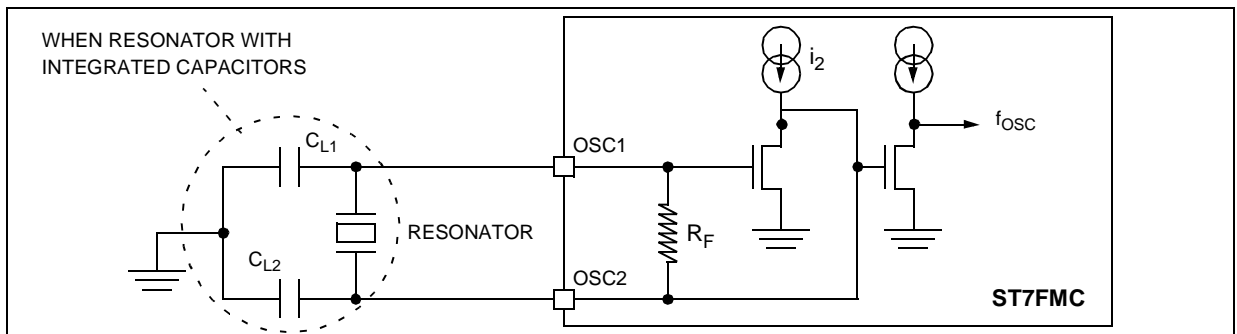 WHEN RESONATOR WITH
INTEGRATED CAPACITORS
i2
fOSC
CL1
OSC1
RESONATOR
RF
CL2
OSC2
ST7FMC